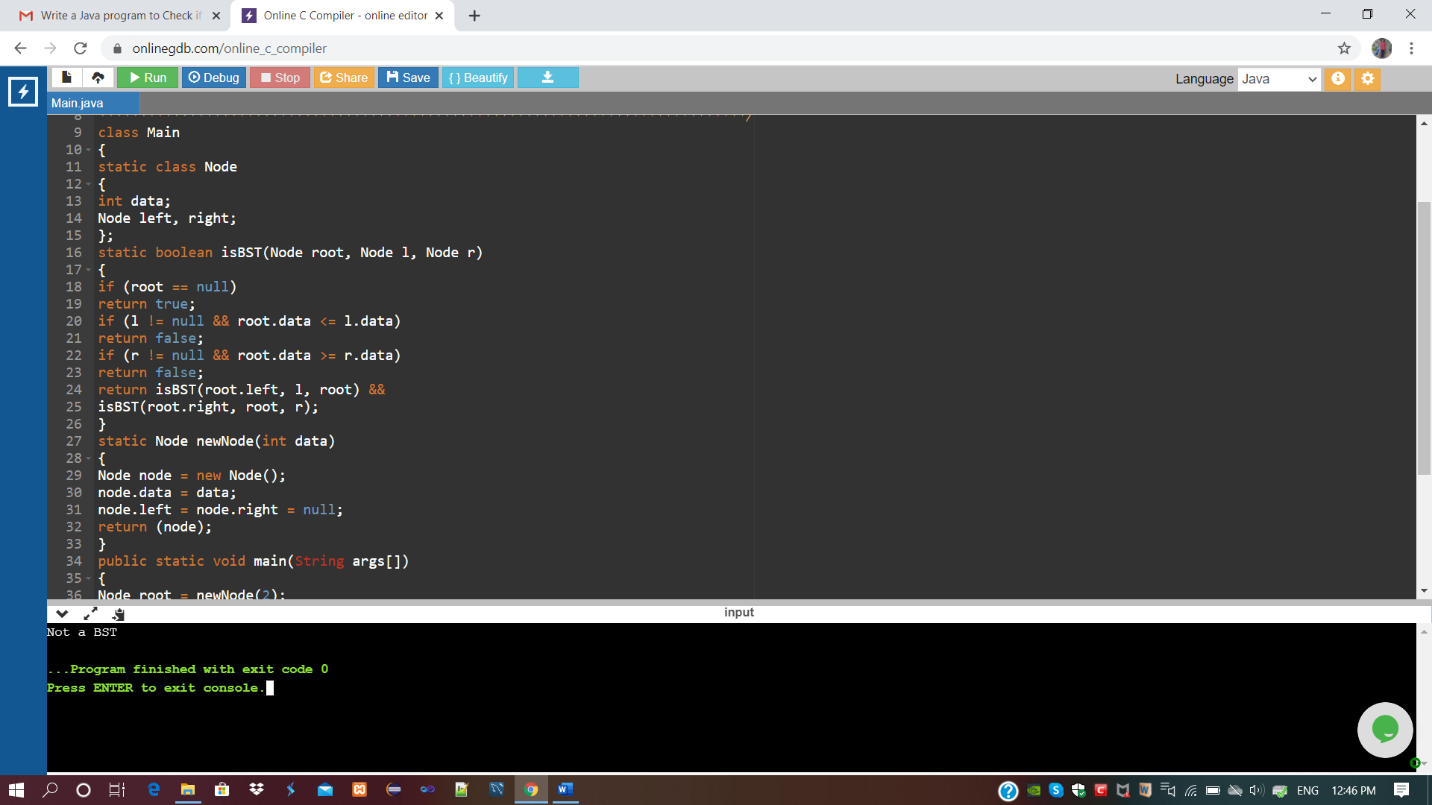 Write a Java program to Check if
Online C Compiler - online editor
onlinegdb.com/online_c_compiler
Run
Debug
Stop
Share
Save
{ } Beautify
Language
Java
Main.java
8 ******************************************************************************/
9 class Main
10 {
11 static class Node
12 {
13 int data;
14 Node left, right;
15 };
16 static boolean isBST(Node root, Node l, Node r)
17 {
18 if (root == null)
19 return true;
20 if (l != null && root.data <= l.data)
21 return false;
22 if (r != null && root.data >= r.data)
23 return false;
24 return isBST(root.left, l, root) &&
25 isBST(root.right, root, r);
26 }
27 static Node newNode(int data)
28 {
29 Node node = new Node();
30 node.data = data;
31 node.left = node.right = null;
32 return (node);
33 }
34 public static void main(String args[])
35 {
36 Node root = newNode(2);
input
Not a BST
...Program finished with exit code 0
Press ENTER to exit console.
ENG
12:46 PM